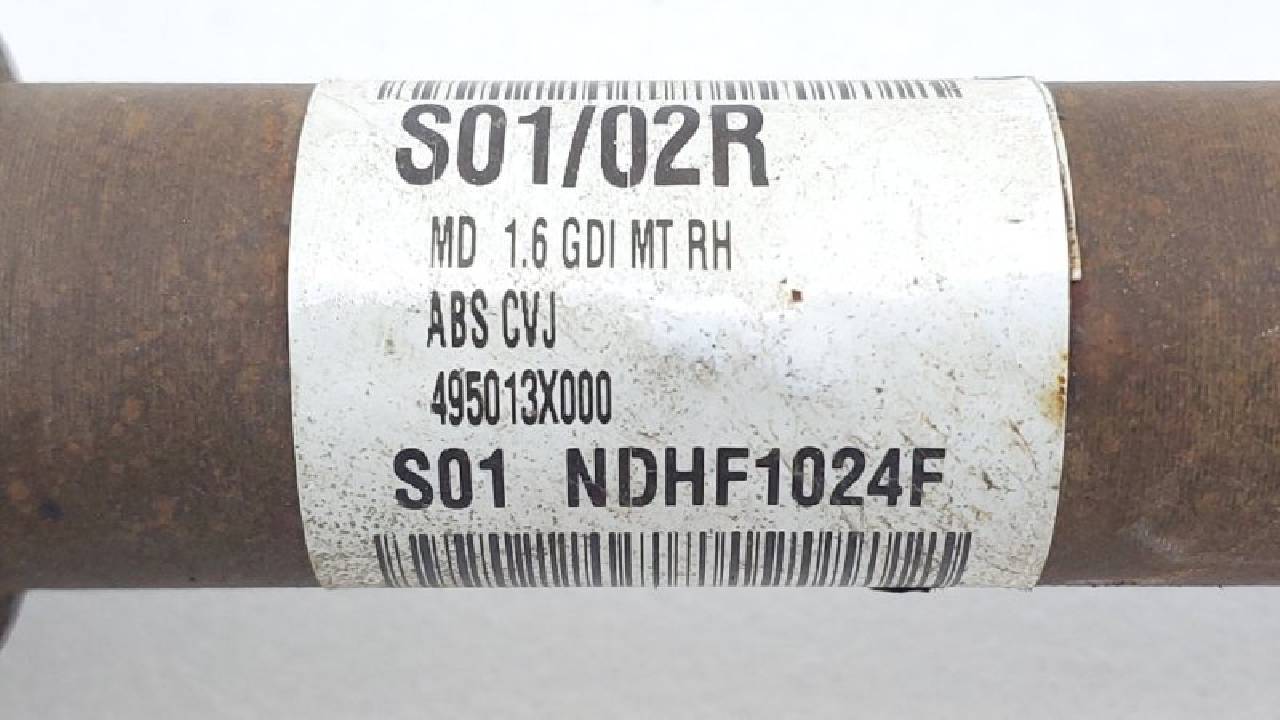 S01/02R
MD 1.6 GDI MT RH
ABS CVJ
495013X000
S01 NDHF1024F